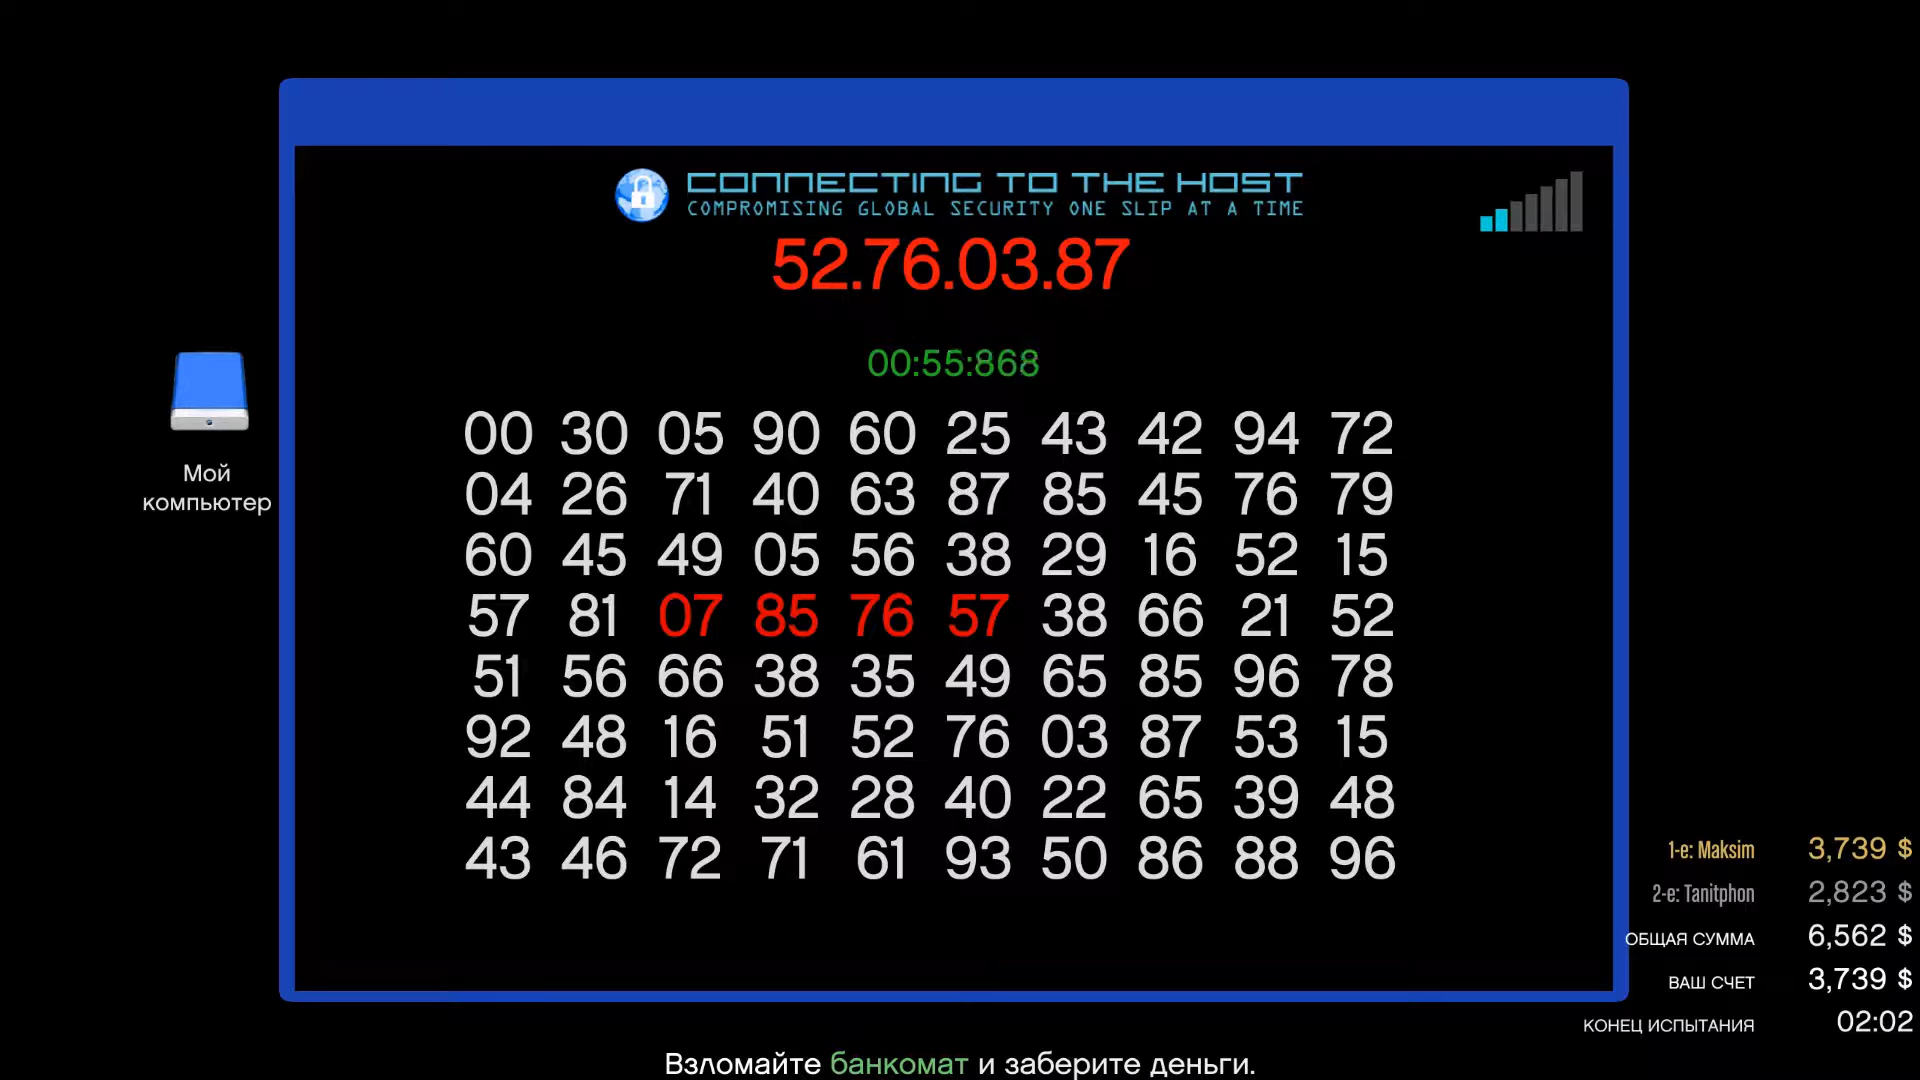 CONNECTING TO THE HOST
COMPROMISING GLOBAL SECURITY ONE SLIP AT A TIME
52.76.03.87
00:55:868
00 30 05 90 60 25 43 42 94 72
04 26 71 40 63 87 85 45 76 79
60 45 49 05 56 38 29 16 52 15
57 81 07 85 76 57 38 66 21 52
51 56 66 38 35 49 65 85 96 78
92 48 16 51 52 76 03 87 53 15
44 84 14 32 28 40 22 65 39 48
43 46 72 71 61 93 50 86 88 96
Мой
компьютер
1-е: Maksim 3,739 $
2-е: Tanitphon 2,823 $
ОБЩАЯ СУММА 6,562 $
ВАШ СЧЕТ 3,739 $
КОНЕЦ ИСПЫТАНИЯ 02:02
Взломайте банкомат и заберите деньги.